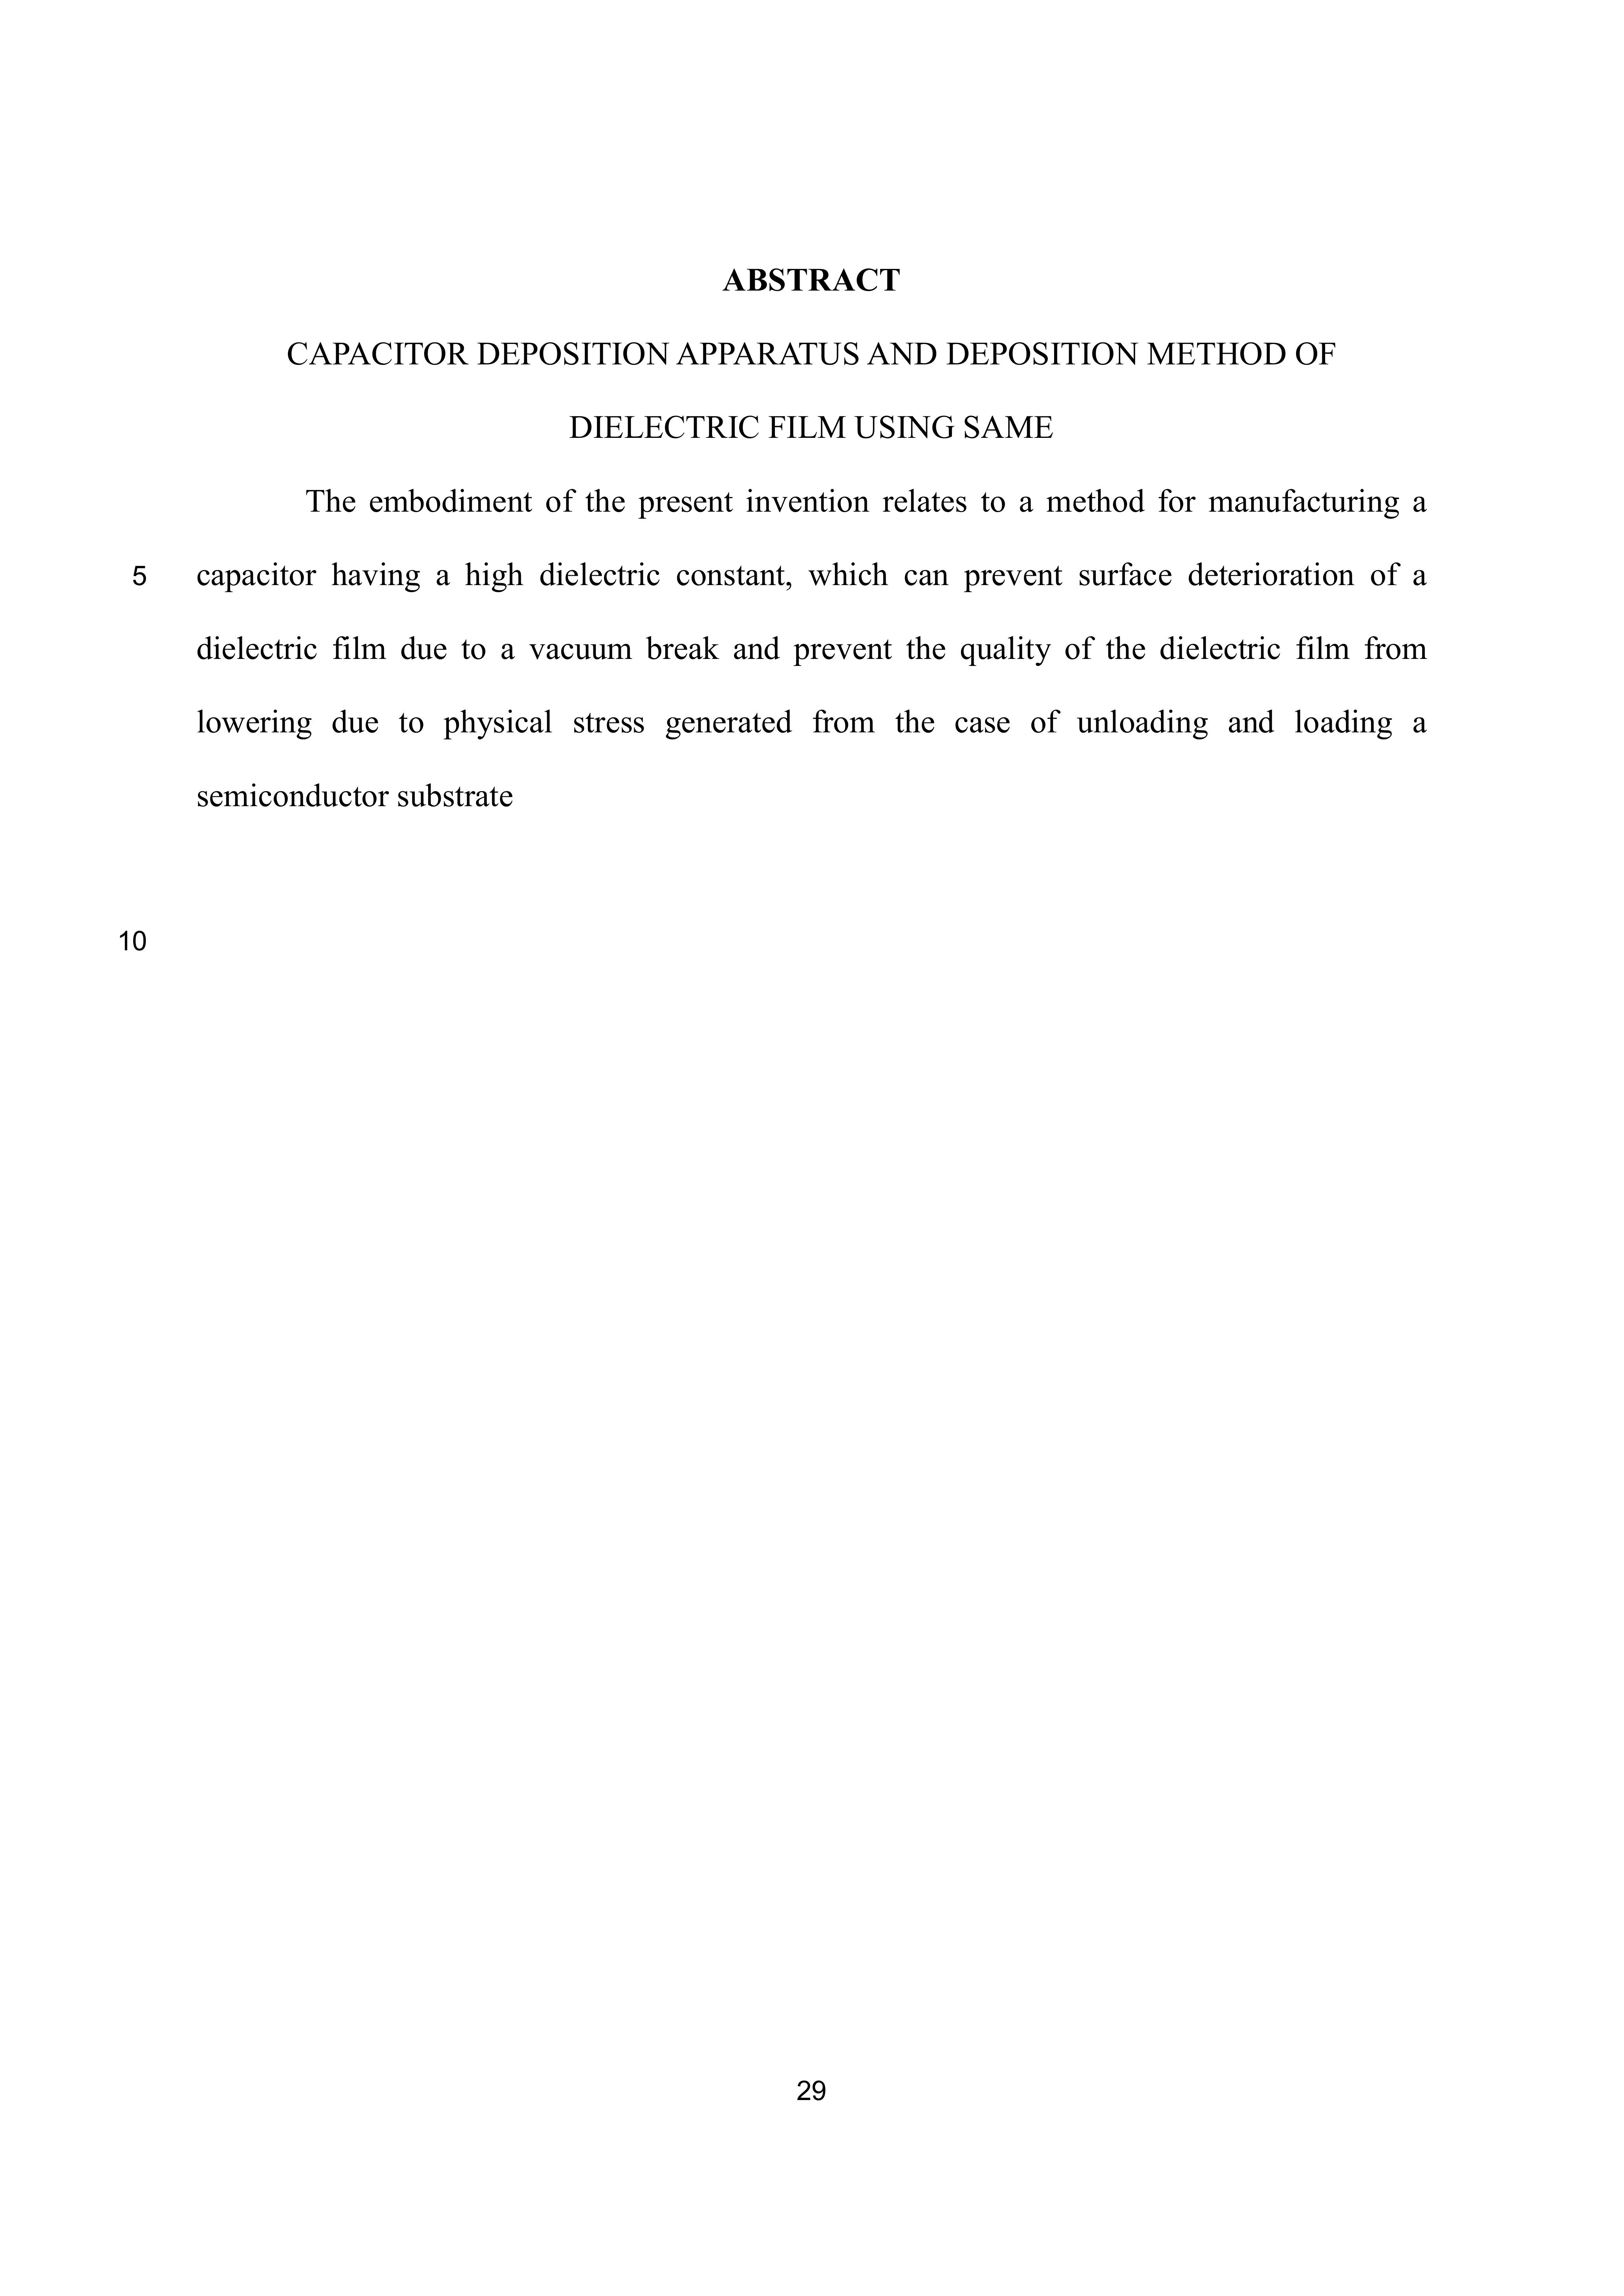 ABSTRACT
CAPACITOR DEPOSITION APPARATUS AND DEPOSITION METHOD OF
DIELECTRIC FILM USING SAME
The embodiment of the present invention relates to a method for manufacturing a
5 capacitor having a high dielectric constant, which can prevent surface deterioration of a
dielectric film due to a vacuum break and prevent the quality of the dielectric film from
lowering due to physical stress generated from the case of unloading and loading a
semiconductor substrate
10
29